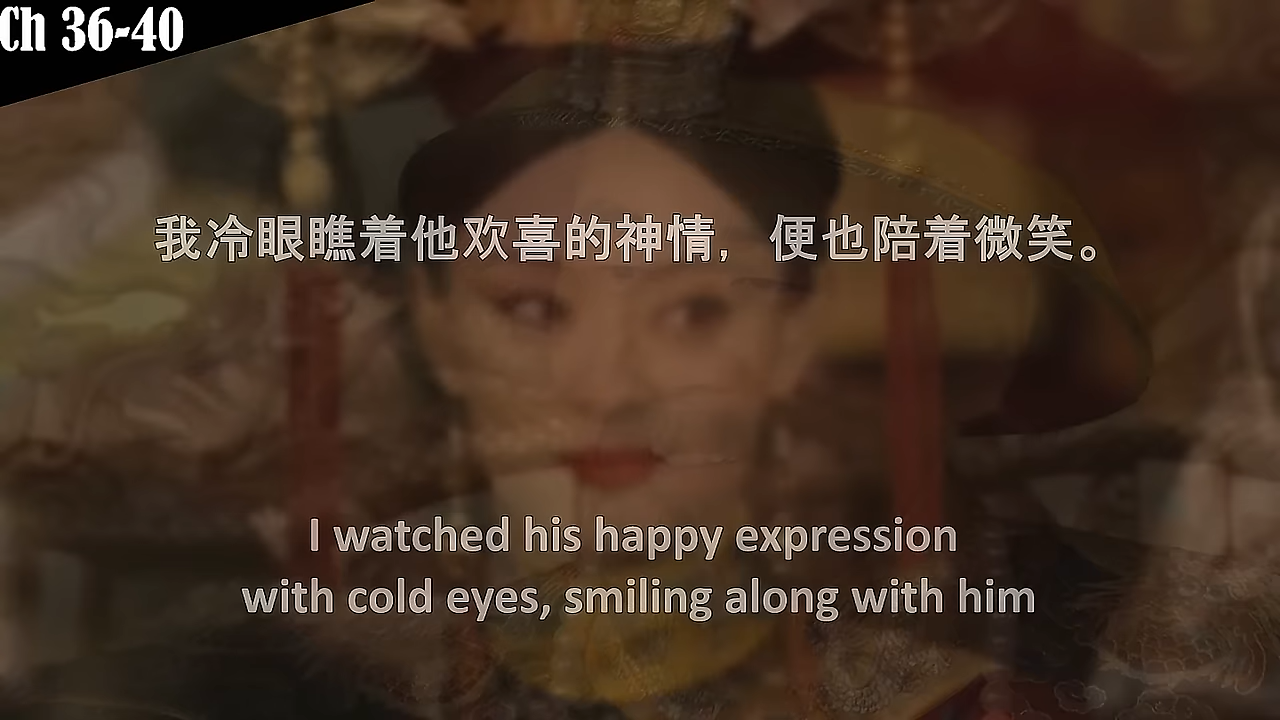 Ch 36-40
我冷眼瞧着他欢喜的神情，便也陪着微笑。
I watched his happy expression
with cold eyes, smiling along with him